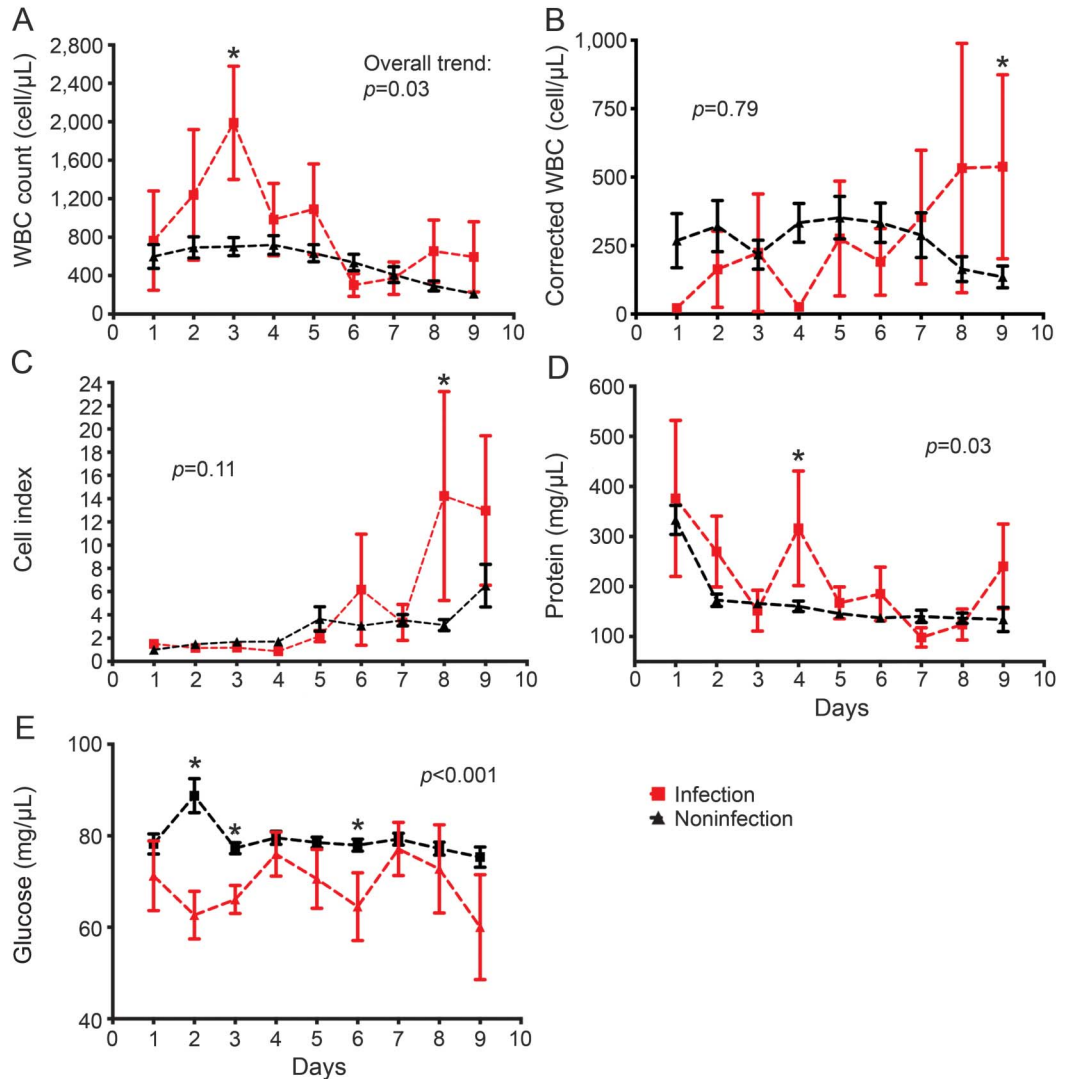 A
WBC count (cell/µL)
2,800
2,400
2,000
1,600
1,200
800
400
0
*
Overall trend:
p=0.03
0 1 2 3 4 5 6 7 8 9 10
B
Corrected WBC (cell/µL)
1,000
750
500
250
0
p=0.79
*
0 1 2 3 4 5 6 7 8 9 10
C
Cell index
24
22
20
18
16
14
12
10
8
6
4
2
0
p=0.11
*
0 1 2 3 4 5 6 7 8 9 10
D
Protein (mg/µL)
600
500
400
300
200
100
*
p=0.03
0 1 2 3 4 5 6 7 8 9 10
Days
E
Glucose (mg/µL)
100
80
60
40
*
*
*
p<0.001
0 1 2 3 4 5 6 7 8 9 10
Days
Infection
Noninfection